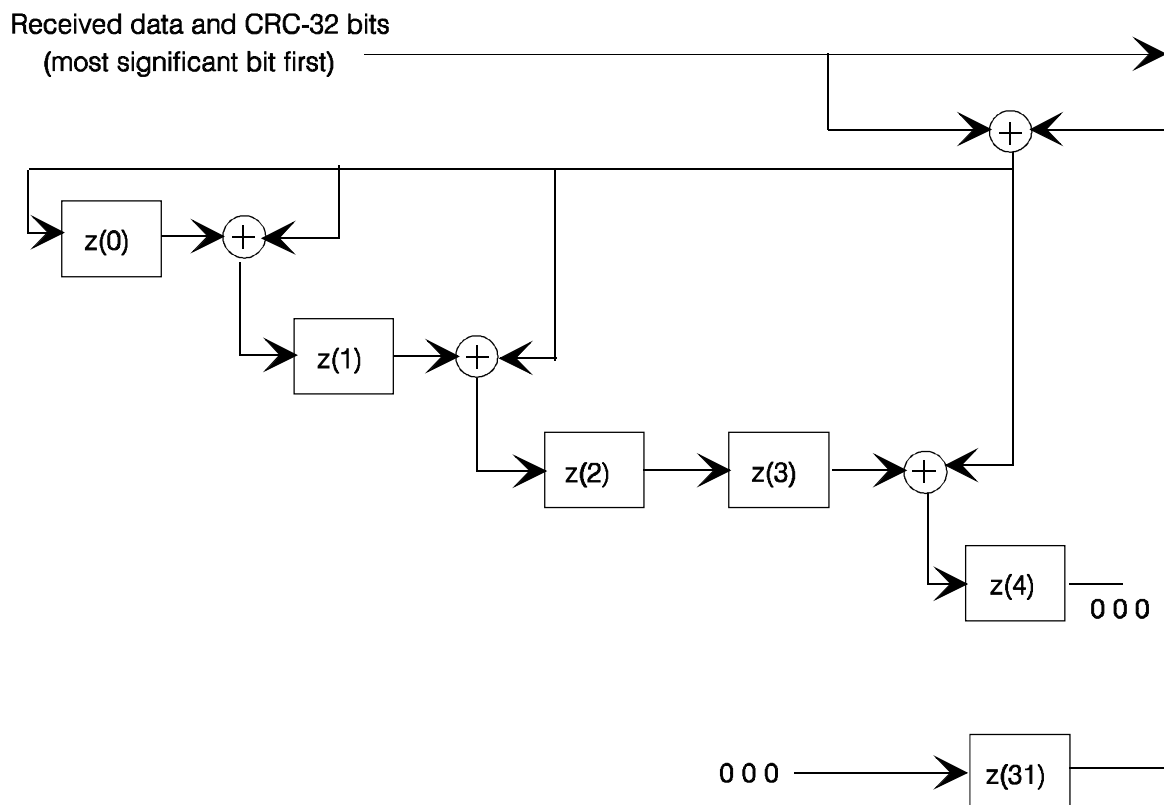 Received data and CRC-32 bits
(most significant bit first)
+
z(0)
+
z(1)
+
z(2)
z(3)
+
z(4)
0 0 0
0 0 0
z(31)